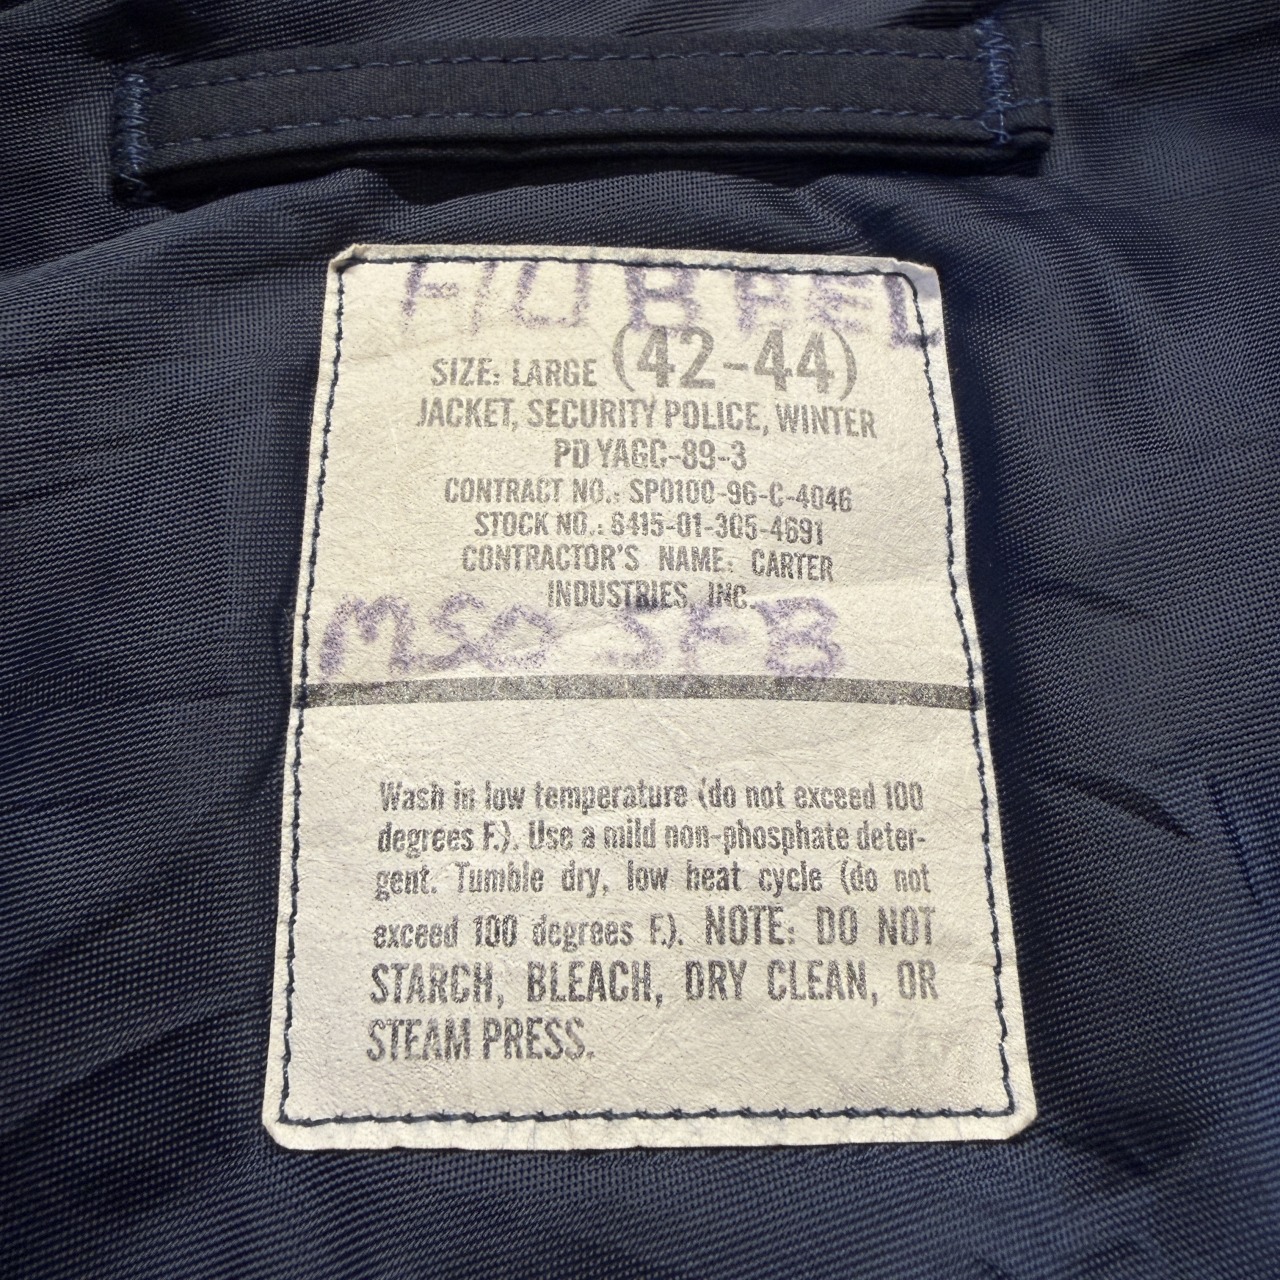 SIZE: LARGE (42-44)
JACKET, SECURITY POLICE, WINTER
PD YAGC-89-3
CONTRACT NO.: SPO100-96-C-4046
STOCK NO.: 8415-01-305-4691
CONTRACTOR'S NAME: CARTER
INDUSTRIES, INC.
MSO SFB
Wash in low temperature (do not exceed 100
degrees F.). Use a mild non-phosphate deter-
gent. Tumble dry, low heat cycle (do not
exceed 100 degrees F.). NOTE: DO NOT
STARCH, BLEACH, DRY CLEAN, OR
STEAM PRESS.